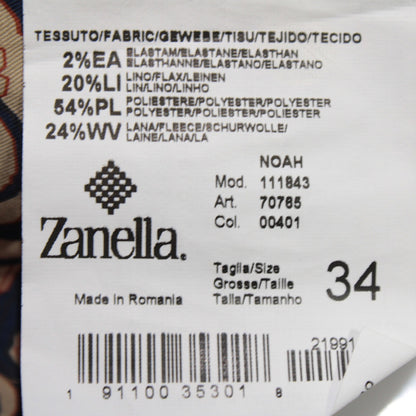 TESSUTO/FABRIC/GEWEBE/TISU/TEJIDO/TECIDO
2%EA ELASTAM/ELASTANE/ELASTHAN
ELASTHANNE/ELASTANO/ELASTANO
20%LI LINO/FLAX/LEINEN
LIN/LINO/LINHO
54%PL POLIESTERE/POLYESTER/POLYESTER
POLYESTER/POLIESTER/POLIESTER
24%WV LANA/FLEECE/SCHURWOLLE/
LAINE/LANA/LA
NOAH
Mod. 111843
Art. 70765
Col. 00401
Zanella.
Taglia/Size
Grosse/Taille
Talla/Tamanho
34
Made in Romania
21991
1 91100 35301 8